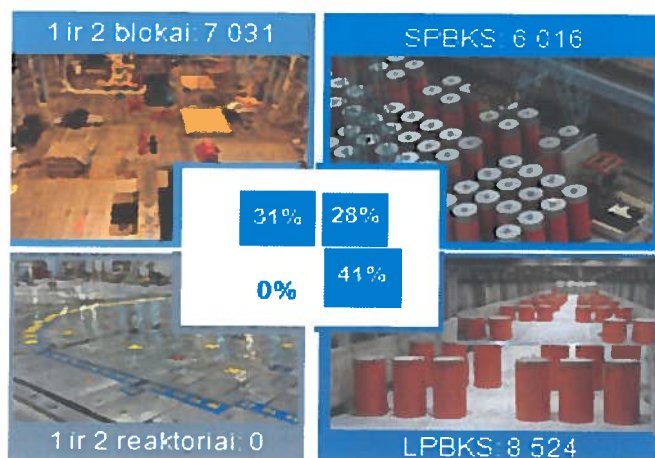 1 ir 2 blokai: 7 031
SPBKS: 6 016
31%
28%
0%
41%
1 ir 2 reaktoriai: 0
LPBKS: 8 524